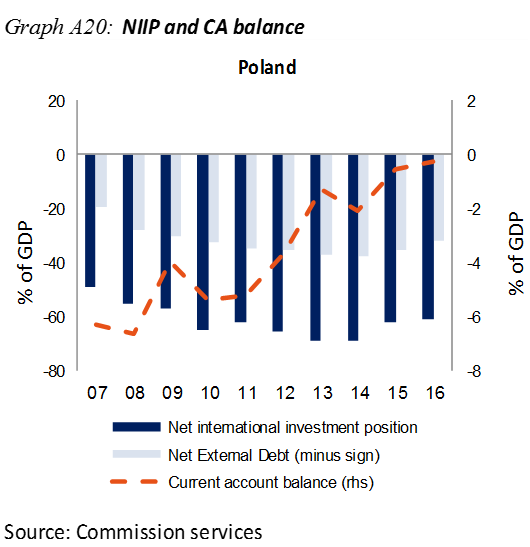 Graph A20: NIIP and CA balance
Poland
20
0
-20
-40
-60
-80
% of GDP
2
0
-2
-4
-6
-8
% of GDP
07 08 09 10 11 12 13 14 15 16
Net international investment position
Net External Debt (minus sign)
Current account balance (rhs)
Source: Commission services